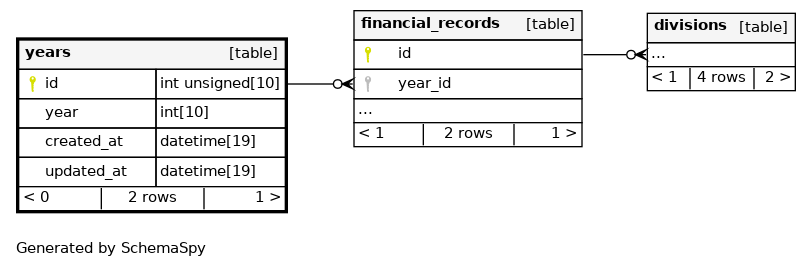 years [table]
id int unsigned[10]
year int[10]
created_at datetime[19]
updated_at datetime[19]
< 0 2 rows 1 >
financial_records [table]
id
year_id
...
< 1 2 rows 1 >
divisions [table]
...
< 1 4 rows 2 >
Generated by SchemaSpy